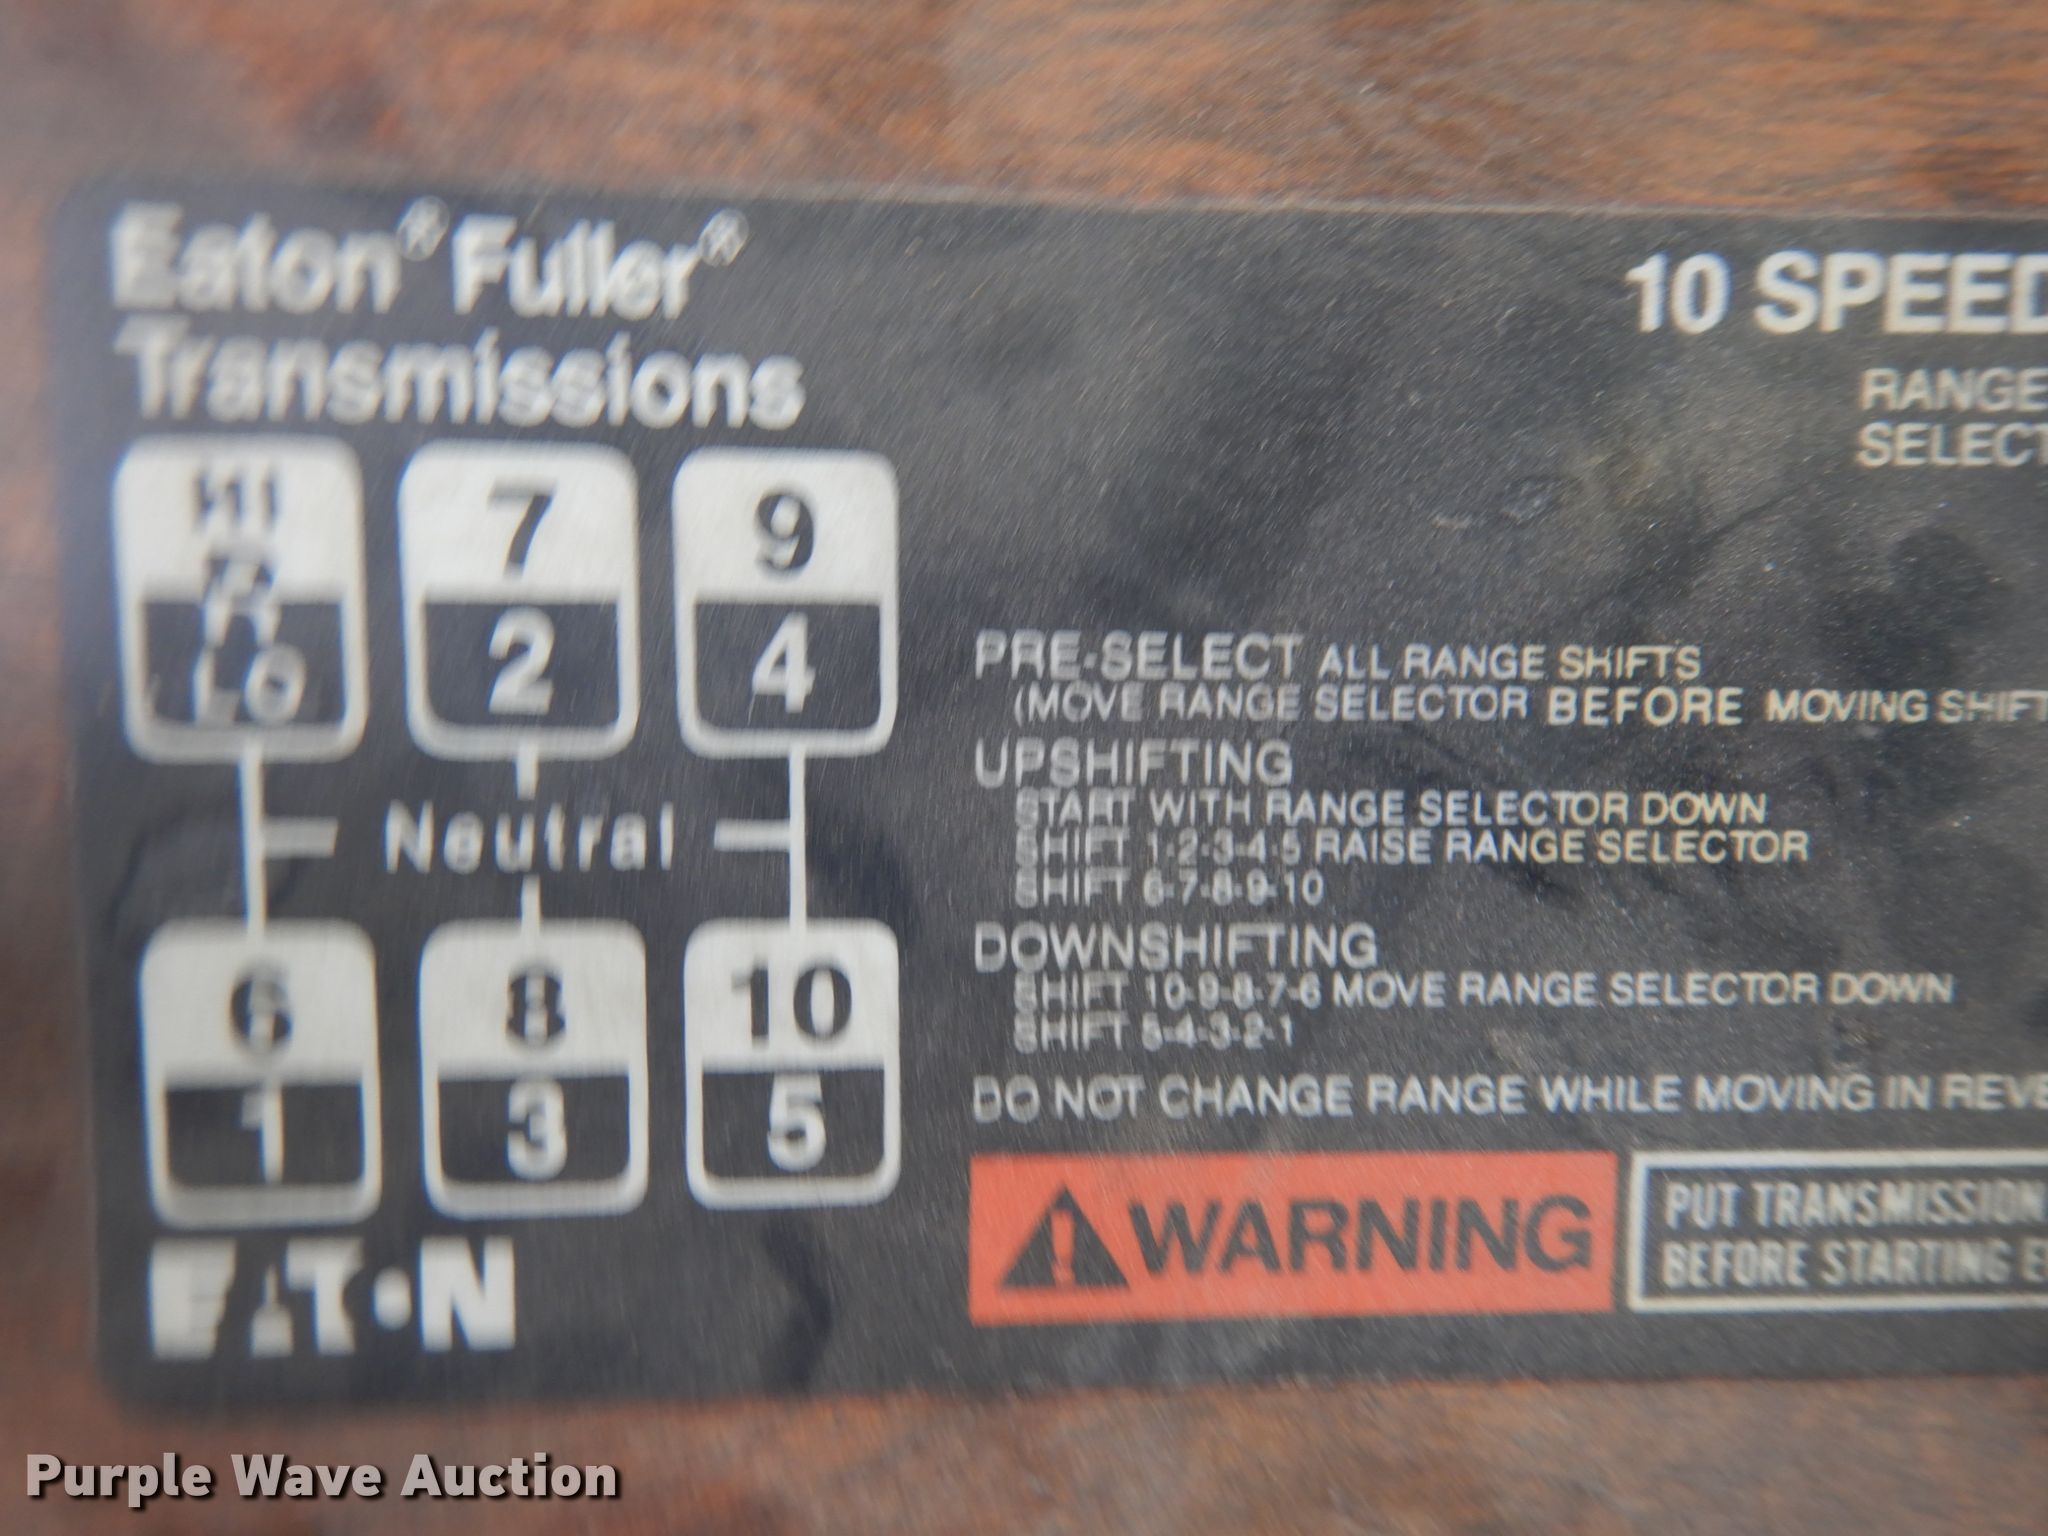 Eaton® Fuller®
Transmissions
10 SPEED
RANGE
SELECT
HI
R
LO
7
2
9
4
Neutral
6
1
8
3
10
5
EATON
PRE-SELECT ALL RANGE SHIFTS
(MOVE RANGE SELECTOR BEFORE MOVING SHIFT
UPSHIFTING
START WITH RANGE SELECTOR DOWN
SHIFT 1-2-3-4-5 RAISE RANGE SELECTOR
SHIFT 6-7-8-9-10
DOWNSHIFTING
SHIFT 10-9-8-7-6 MOVE RANGE SELECTOR DOWN
SHIFT 5-4-3-2-1
DO NOT CHANGE RANGE WHILE MOVING IN REVE
WARNING
PUT TRANSMISSION
BEFORE STARTING E
Purple Wave Auction